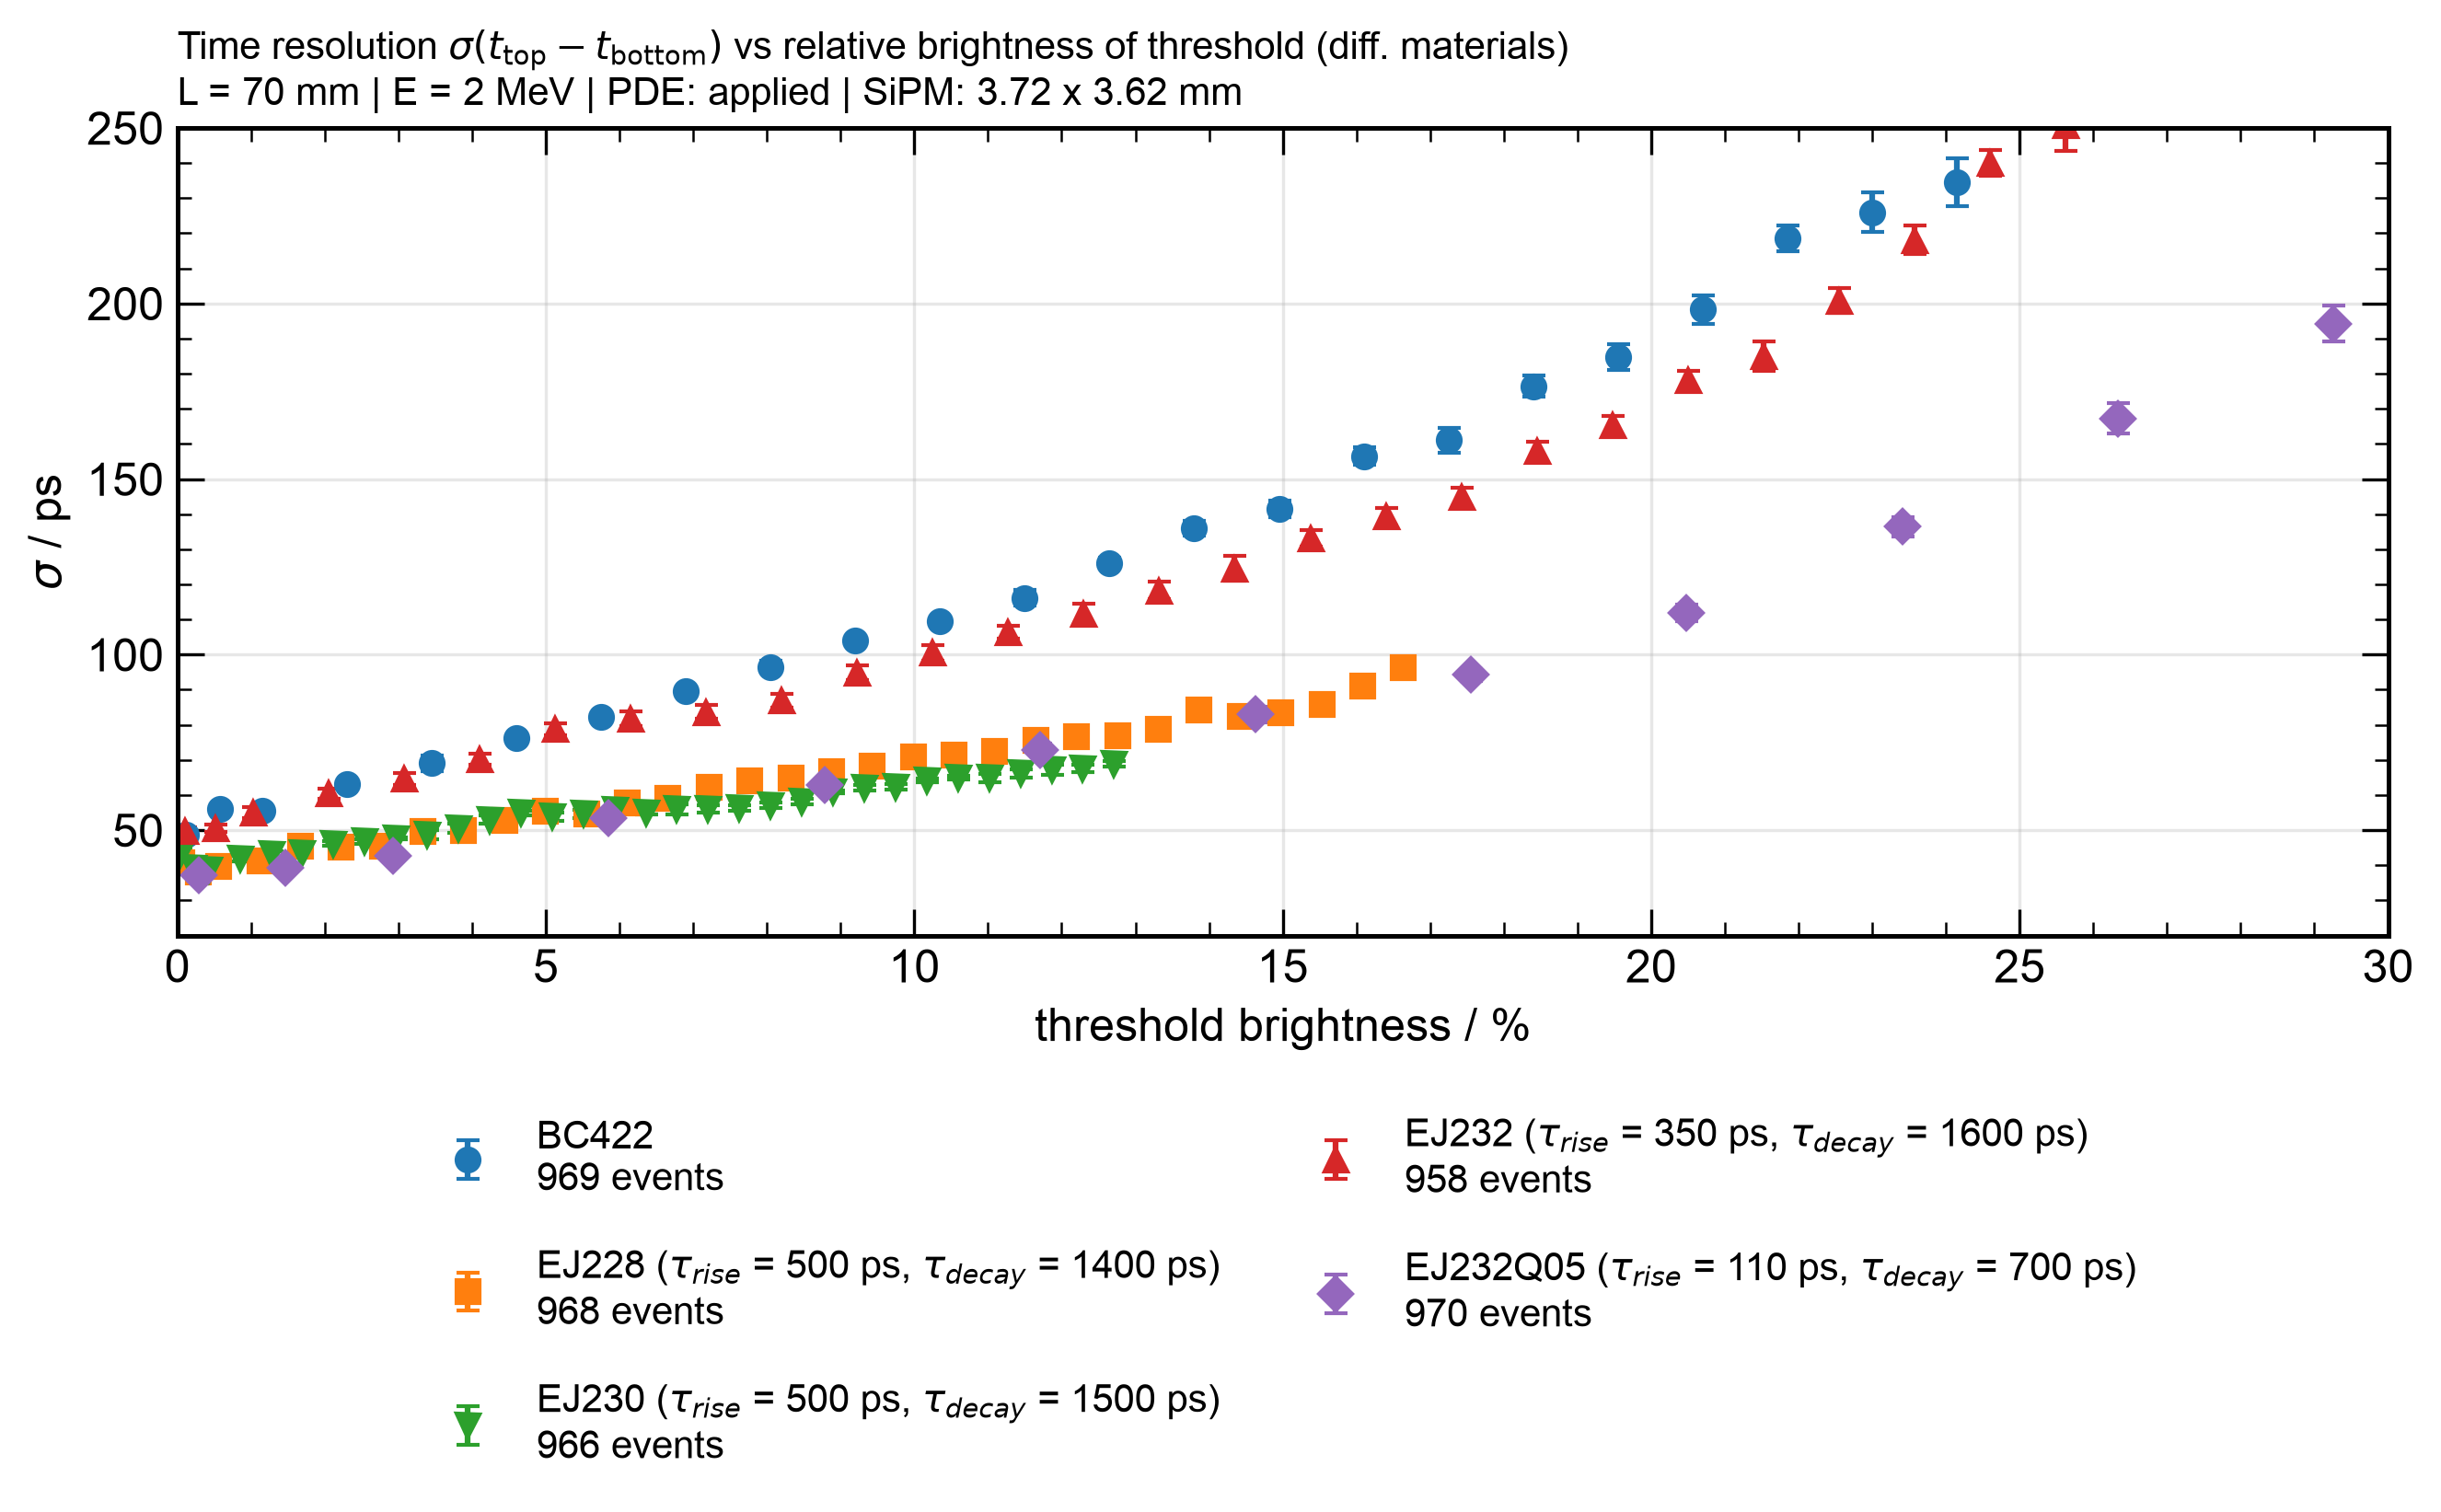 Time resolution σ(t_top − t_bottom) vs relative brightness of threshold (diff. materials)
L = 70 mm | E = 2 MeV | PDE: applied | SiPM: 3.72 x 3.62 mm
250
200
150
100
50
σ / ps
0 5 10 15 20 25 30
threshold brightness / %
BC422
969 events
EJ228 (τ_rise = 500 ps, τ_decay = 1400 ps)
968 events
EJ230 (τ_rise = 500 ps, τ_decay = 1500 ps)
966 events
EJ232 (τ_rise = 350 ps, τ_decay = 1600 ps)
958 events
EJ232Q05 (τ_rise = 110 ps, τ_decay = 700 ps)
970 events